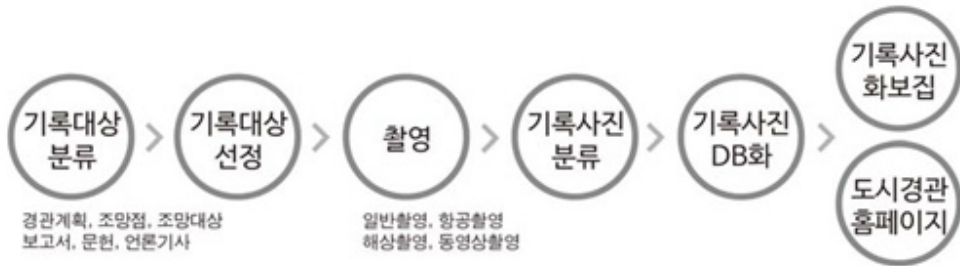 기록대상
분류
기록대상
선정
촬영
기록사진
분류
기록사진
DB화
기록사진
화보집
도시경관
홈페이지
경관계획, 조망점, 조망대상
보고서, 문헌, 언론기사
일반촬영, 항공촬영
해상촬영, 동영상촬영